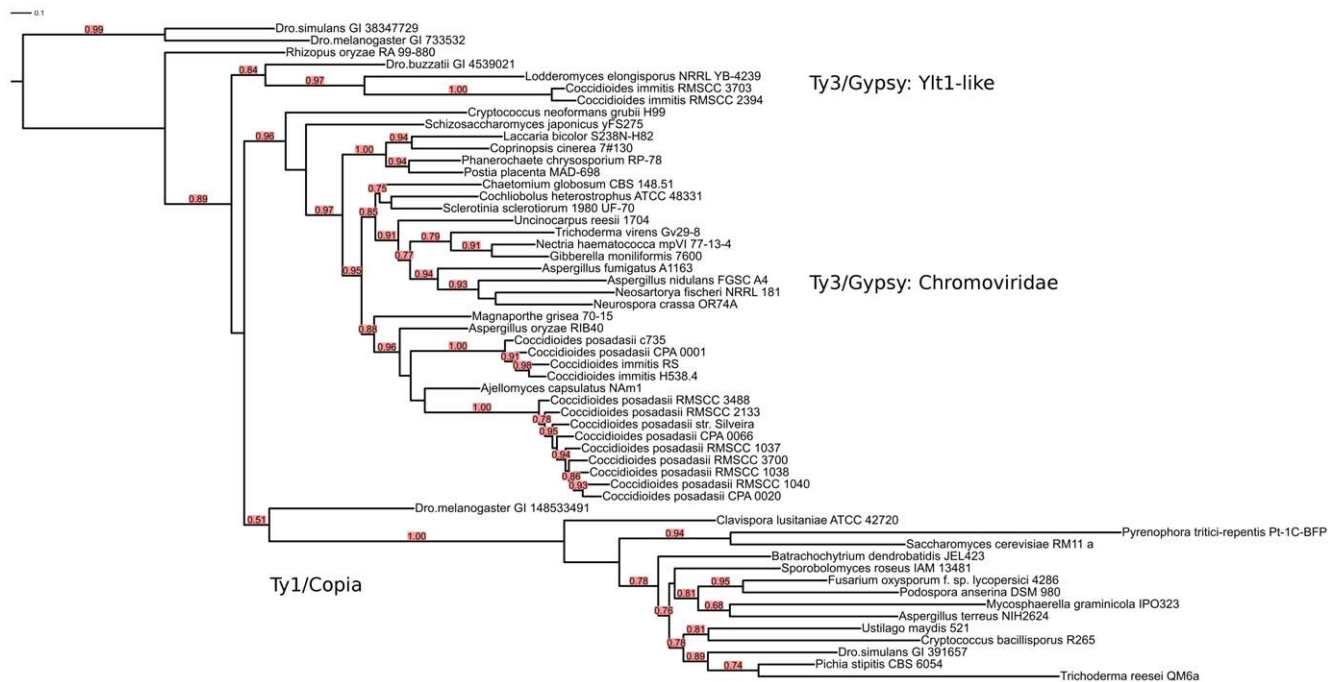 0.1
0.99
Dro.simulans GI 38347729
Dro.melanogaster GI 733532
Rhizopus oryzae RA 99-880
0.84
Dro.buzzatii GI 4539021
0.97
Lodderomyces elongisporus NRRL YB-4239
Ty3/Gypsy: Ylt1-like
1.00
Coccidioides immitis RMSCC 3703
Coccidioides immitis RMSCC 2394
Cryptococcus neoformans grubii H99
Schizosaccharomyces japonicus yFS275
0.96
0.94
Laccaria bicolor S238N-H82
1.00
Coprinopsis cinerea 7#130
0.94
Phanerochaete chrysosporium RP-78
Postia placenta MAD-698
0.89
0.75
Chaetomium globosum CBS 148.51
Cochliobolus heterostrophus ATCC 48331
0.97
0.85
Sclerotinia sclerotiorum 1980 UF-70
Uncinocarpus reesii 1704
0.91
0.79
Trichoderma virens Gv29-8
0.91
Nectria haematococca mpVI 77-13-4
0.77
Gibberella moniliformis 7600
0.95
0.94
Aspergillus fumigatus A1163
0.93
Aspergillus nidulans FGSC A4
Ty3/Gypsy: Chromoviridae
Neosartorya fischeri NRRL 181
Neurospora crassa OR74A
Magnaporthe grisea 70-15
0.88
Aspergillus oryzae RIB40
0.96
1.00
Coccidioides posadasii c735
0.91
Coccidioides posadasii CPA 0001
0.98
Coccidioides immitis RS
Coccidioides immitis H538.4
Ajellomyces capsulatus NAm1
1.00
Coccidioides posadasii RMSCC 3488
0.78
Coccidioides posadasii RMSCC 2133
0.95
Coccidioides posadasii str. Silveira
Coccidioides posadasii CPA 0066
0.94
Coccidioides posadasii RMSCC 1037
Coccidioides posadasii RMSCC 3700
0.86
Coccidioides posadasii RMSCC 1038
0.93
Coccidioides posadasii RMSCC 1040
Coccidioides posadasii CPA 0020
0.51
Dro.melanogaster GI 148533491
1.00
Clavispora lusitaniae ATCC 42720
0.94
Pyrenophora tritici-repentis Pt-1C-BFP
Saccharomyces cerevisiae RM11 a
Batrachochytrium dendrobatidis JEL423
Sporobolomyces roseus IAM 13481
Ty1/Copia
0.78
0.95
Fusarium oxysporum f. sp. lycopersici 4286
0.81
Podospora anserina DSM 980
0.76
0.68
Mycosphaerella graminicola IPO323
Aspergillus terreus NIH2624
0.81
Ustilago maydis 521
0.78
Cryptococcus bacillisporus R265
0.89
Dro.simulans GI 391657
0.74
Pichia stipitis CBS 6054
Trichoderma reesei QM6a